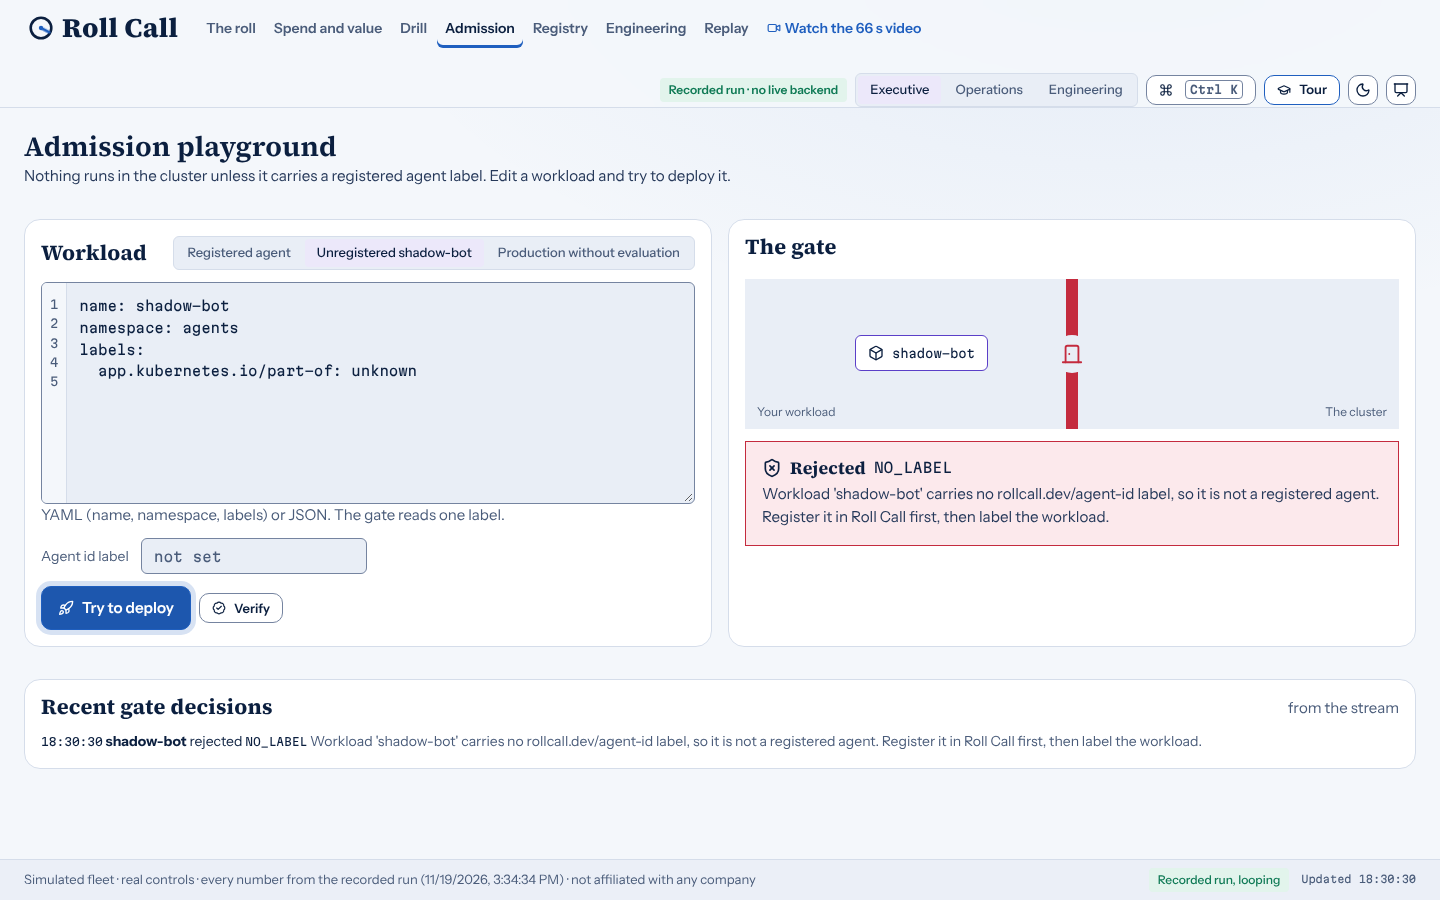 Roll Call
The roll Spend and value Drill Admission Registry Engineering Replay Watch the 66 s video
Recorded run · no live backend Executive Operations Engineering ⌘ Ctrl K Tour
Admission playground
Nothing runs in the cluster unless it carries a registered agent label. Edit a workload and try to deploy it.
Workload Registered agent Unregistered shadow-bot Production without evaluation
1 name: shadow-bot
2 namespace: agents
3 labels:
4 app.kubernetes.io/part-of: unknown
5
YAML (name, namespace, labels) or JSON. The gate reads one label.
Agent id label not set
Try to deploy Verify
The gate
shadow-bot
Your workload The cluster
Rejected NO_LABEL
Workload 'shadow-bot' carries no rollcall.dev/agent-id label, so it is not a registered agent.
Register it in Roll Call first, then label the workload.
Recent gate decisions from the stream
18:30:30 shadow-bot rejected NO_LABEL Workload 'shadow-bot' carries no rollcall.dev/agent-id label, so it is not a registered agent. Register it in Roll Call first, then label the workload.
Simulated fleet · real controls · every number from the recorded run (11/19/2026, 3:34:34 PM) · not affiliated with any company Recorded run, looping Updated 18:30:30